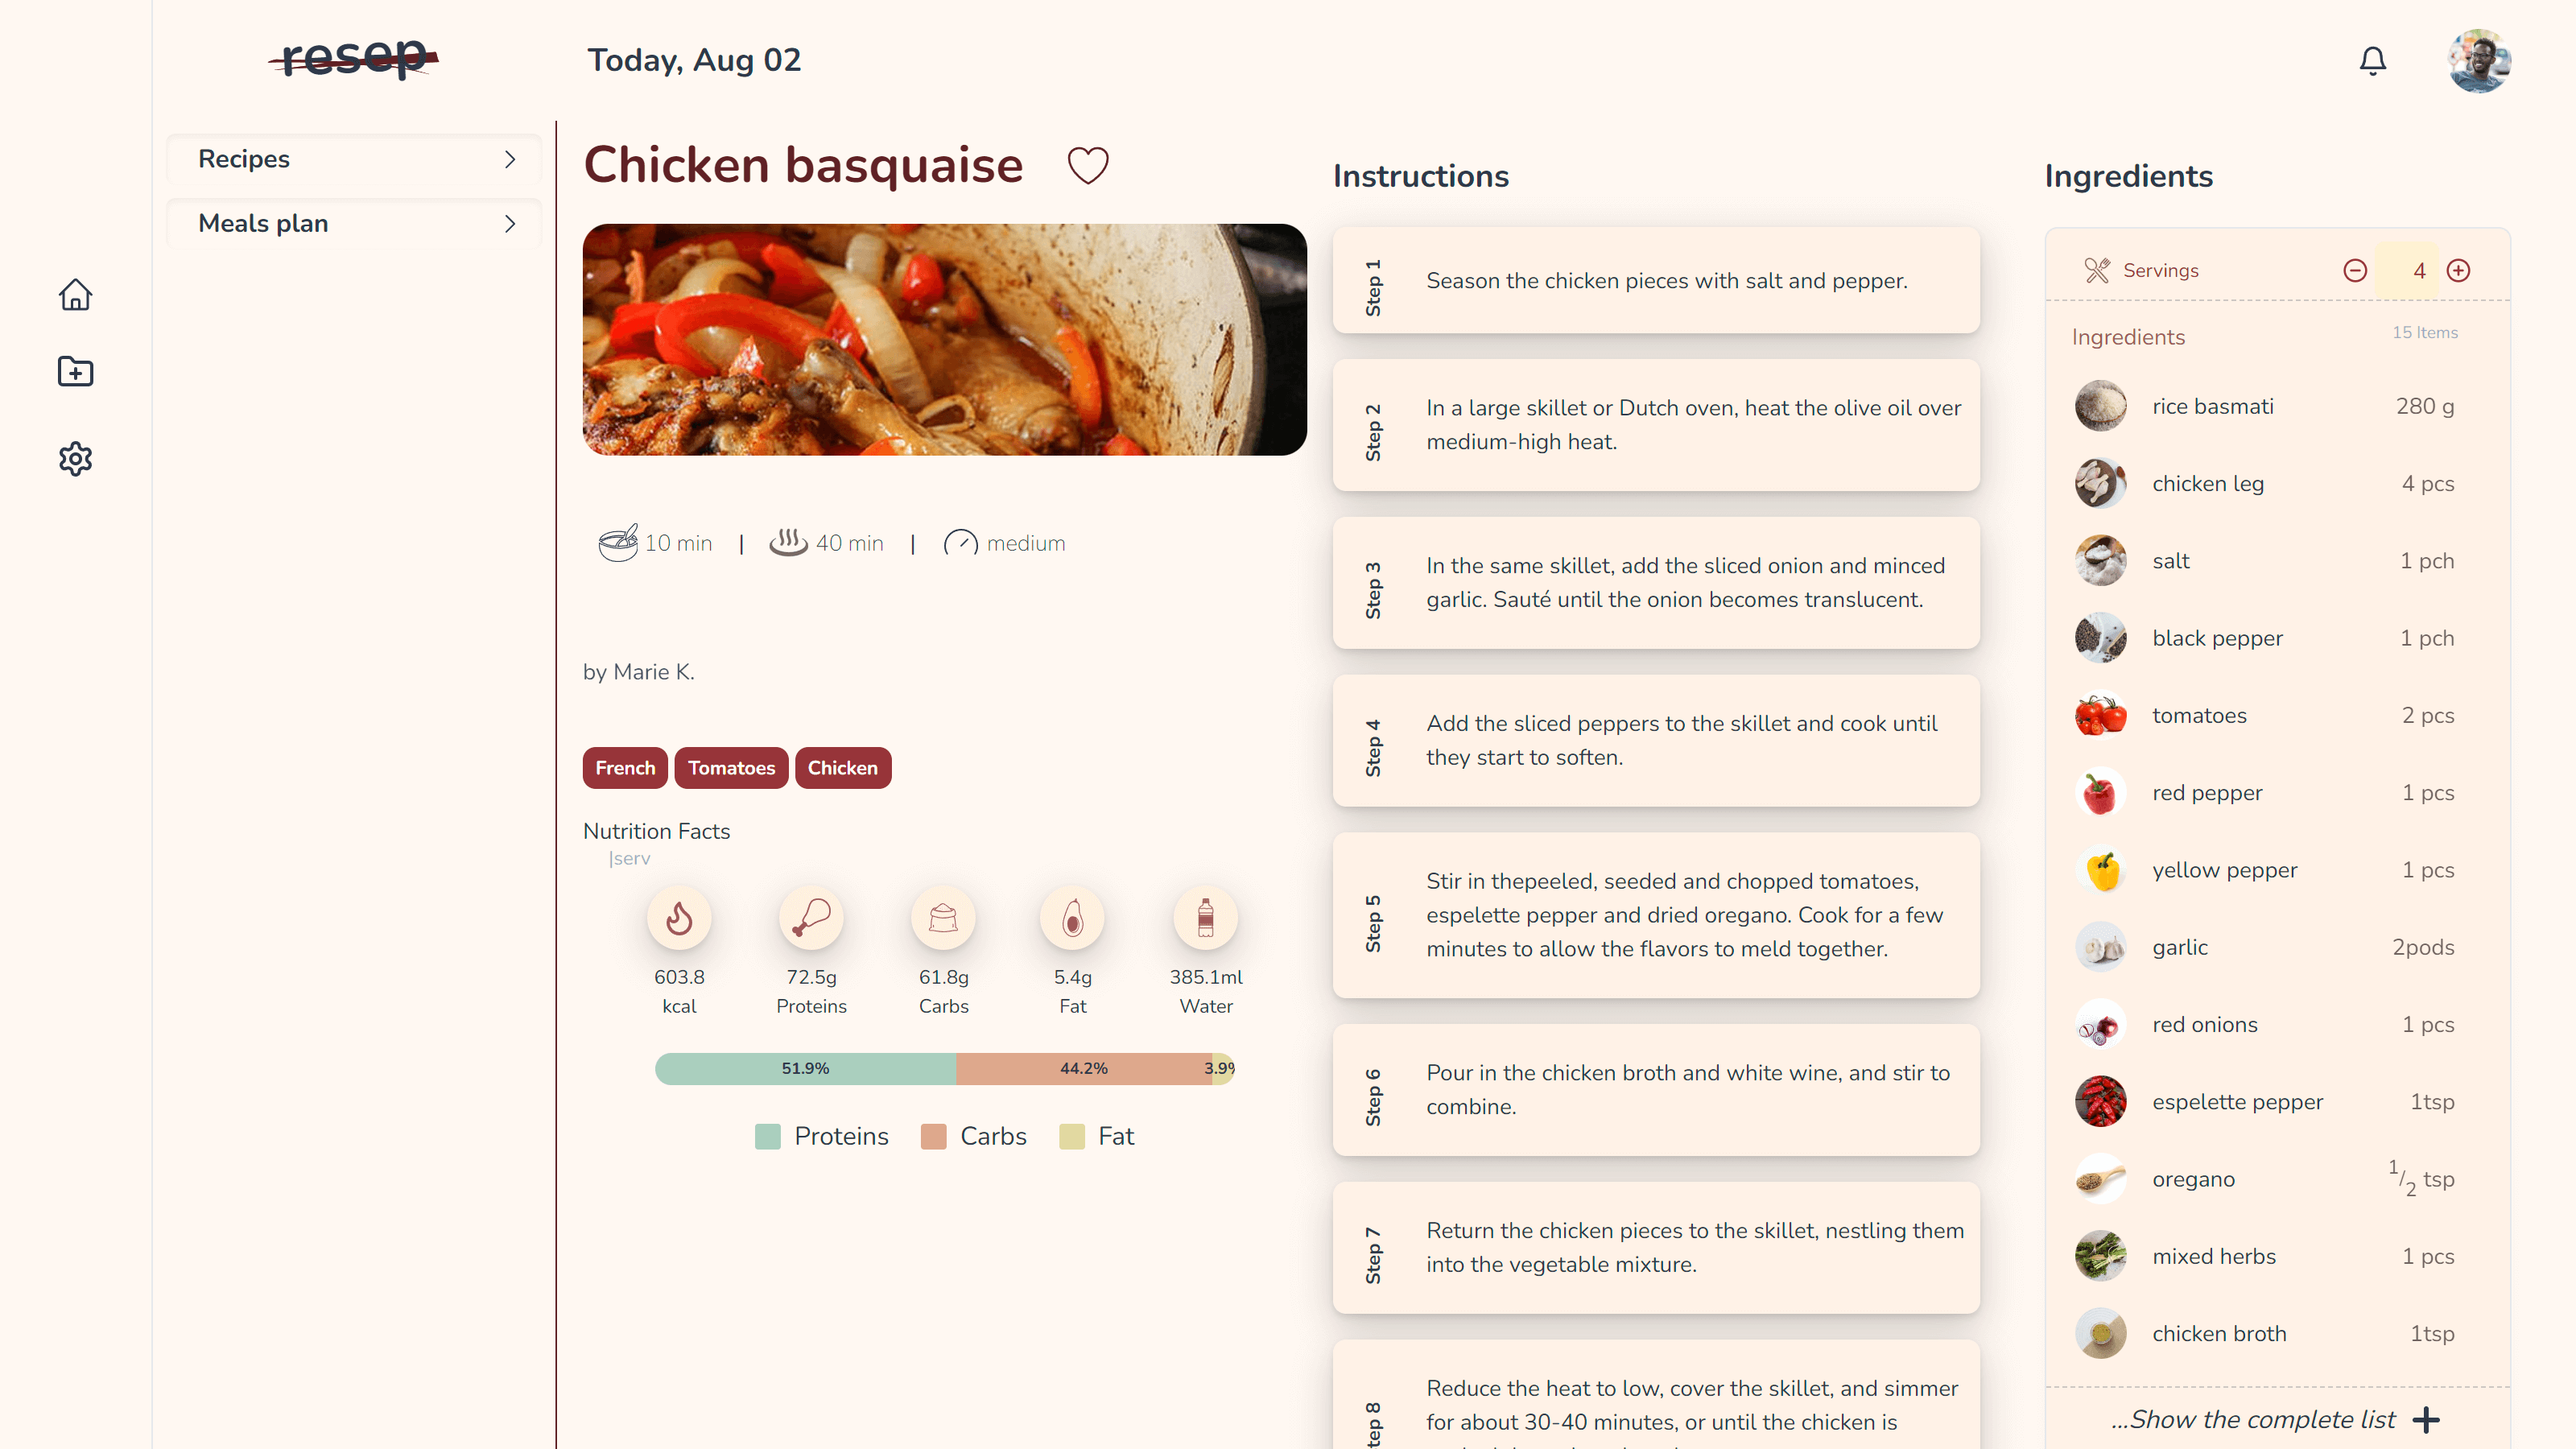 resep
Today, Aug 02
Recipes
Meals plan
Chicken basquaise
10 min | 40 min | medium
by Marie K.
French Tomatoes Chicken
Nutrition Facts
|serv
603.8 kcal
72.5g Proteins
61.8g Carbs
5.4g Fat
385.1ml Water
51.9% 44.2% 3.9%
Proteins Carbs Fat
Instructions
Step 1
Season the chicken pieces with salt and pepper.
Step 2
In a large skillet or Dutch oven, heat the olive oil over
medium-high heat.
Step 3
In the same skillet, add the sliced onion and minced
garlic. Sauté until the onion becomes translucent.
Step 4
Add the sliced peppers to the skillet and cook until
they start to soften.
Step 5
Stir in thepeeled, seeded and chopped tomatoes,
espelette pepper and dried oregano. Cook for a few
minutes to allow the flavors to meld together.
Step 6
Pour in the chicken broth and white wine, and stir to
combine.
Step 7
Return the chicken pieces to the skillet, nestling them
into the vegetable mixture.
Step 8
Reduce the heat to low, cover the skillet, and simmer
for about 30-40 minutes, or until the chicken is
Ingredients
Servings 4
Ingredients 15 Items
rice basmati 280 g
chicken leg 4 pcs
salt 1 pch
black pepper 1 pch
tomatoes 2 pcs
red pepper 1 pcs
yellow pepper 1 pcs
garlic 2pods
red onions 1 pcs
espelette pepper 1tsp
oregano 1/2 tsp
mixed herbs 1 pcs
chicken broth 1tsp
...Show the complete list